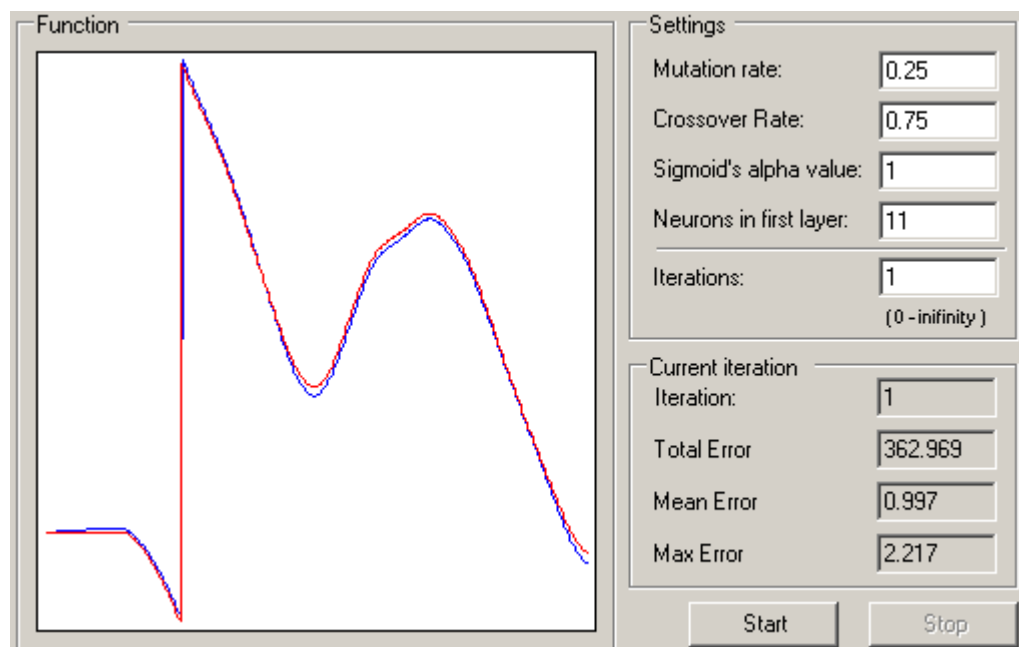 Function
Settings
Mutation rate: 0.25
Crossover Rate: 0.75
Sigmoid's alpha value: 1
Neurons in first layer: 11
Iterations: 1
( 0 - inifinity )
Current iteration
Iteration: 1
Total Error 362.969
Mean Error 0.997
Max Error 2.217
Start Stop